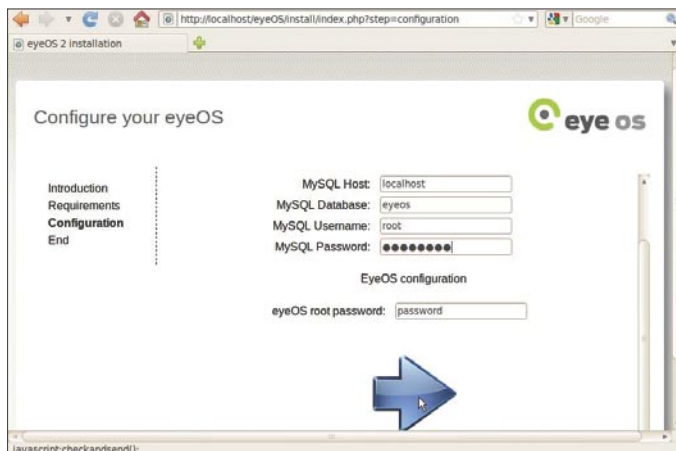 http://localhost/eyeOS/install/index.php?step=configuration
Google
eyeOS 2 installation
Configure your eyeOS
eye os
Introduction
Requirements
Configuration
End
MySQL Host: localhost
MySQL Database: eyeos
MySQL Username: root
MySQL Password: ●●●●●●●●
EyeOS configuration
eyeOS root password: password
javascript:checkandsend();